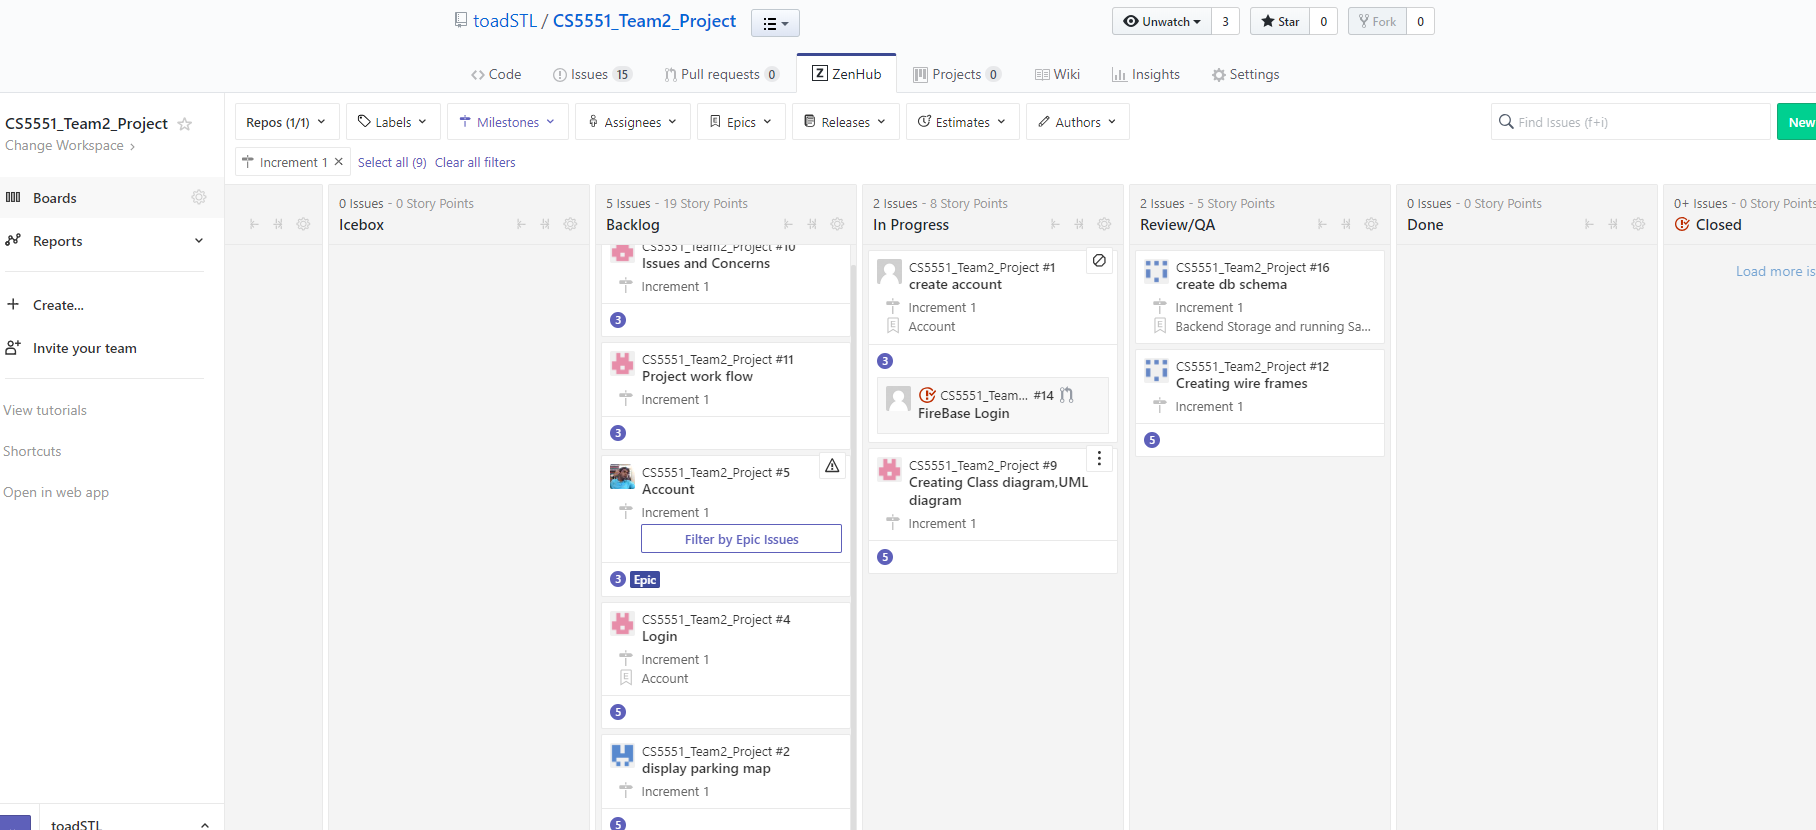 toadSTL / CS5551_Team2_Project
Unwatch 3 Star 0 Fork 0
Code Issues 15 Pull requests 0 ZenHub Projects 0 Wiki Insights Settings
CS5551_Team2_Project
Change Workspace
Boards
Reports
Create...
Invite your team
View tutorials
Shortcuts
Open in web app
toadSTL
Repos (1/1) Labels Milestones Assignees Epics Releases Estimates Authors Find Issues (f+i) New
Increment 1 Select all (9) Clear all filters
0 Issues - 0 Story Points
Icebox
5 Issues - 19 Story Points
Backlog
CS5551_Team2_Project #10
Issues and Concerns
Increment 1
3
CS5551_Team2_Project #11
Project work flow
Increment 1
3
CS5551_Team2_Project #5
Account
Increment 1
Filter by Epic Issues
3 Epic
CS5551_Team2_Project #4
Login
Increment 1
Account
5
CS5551_Team2_Project #2
display parking map
Increment 1
5
2 Issues - 8 Story Points
In Progress
CS5551_Team2_Project #1
create account
Increment 1
Account
3
CS5551_Team... #14
FireBase Login
CS5551_Team2_Project #9
Creating Class diagram,UML
diagram
Increment 1
5
2 Issues - 5 Story Points
Review/QA
CS5551_Team2_Project #16
create db schema
Increment 1
Backend Storage and running Sa...
CS5551_Team2_Project #12
Creating wire frames
Increment 1
5
0 Issues - 0 Story Points
Done
0+ Issues - 0 Story Points
Closed
Load more is